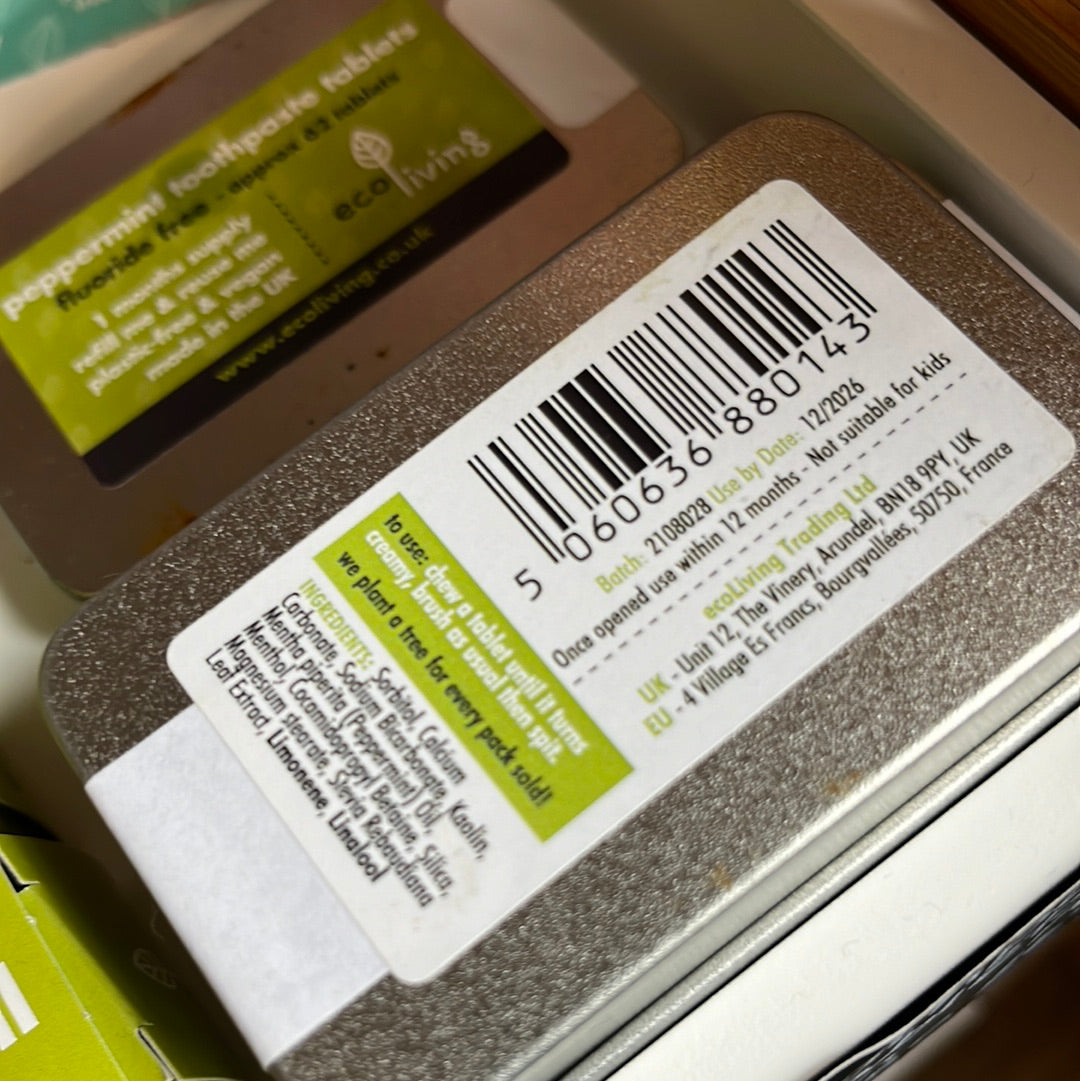 peppermint toothpaste tablets
fluoride free - approx 62 tablets
1 months supply
refill me & reuse me
plastic-free & vegan
made in the UK
eco living
www.ecoliving.co.uk
5 060636 880143
Batch: 2108028 Use by Date: 12/2026
Once opened use within 12 months - Not suitable for kids
ecoLiving Trading Ltd
UK - Unit 12, The Vinery, Arundel, BN18 9PY, UK
EU - 4 Village Es Francs, Bourgvallées, 50750, France
to use: chew a tablet until it turns
creamy, brush as usual then spit.
we plant a tree for every pack sold!
INGREDIENTS: Sorbitol, Calcium
Carbonate, Sodium Bicarbonate, Kaolin,
Mentha piperita (Peppermint) Oil,
Menthol, Cocamidopropyl Betaine, Silica,
Magnesium stearate, Stevia Rebaudiana
Leaf Extract, Limonene, Linalool